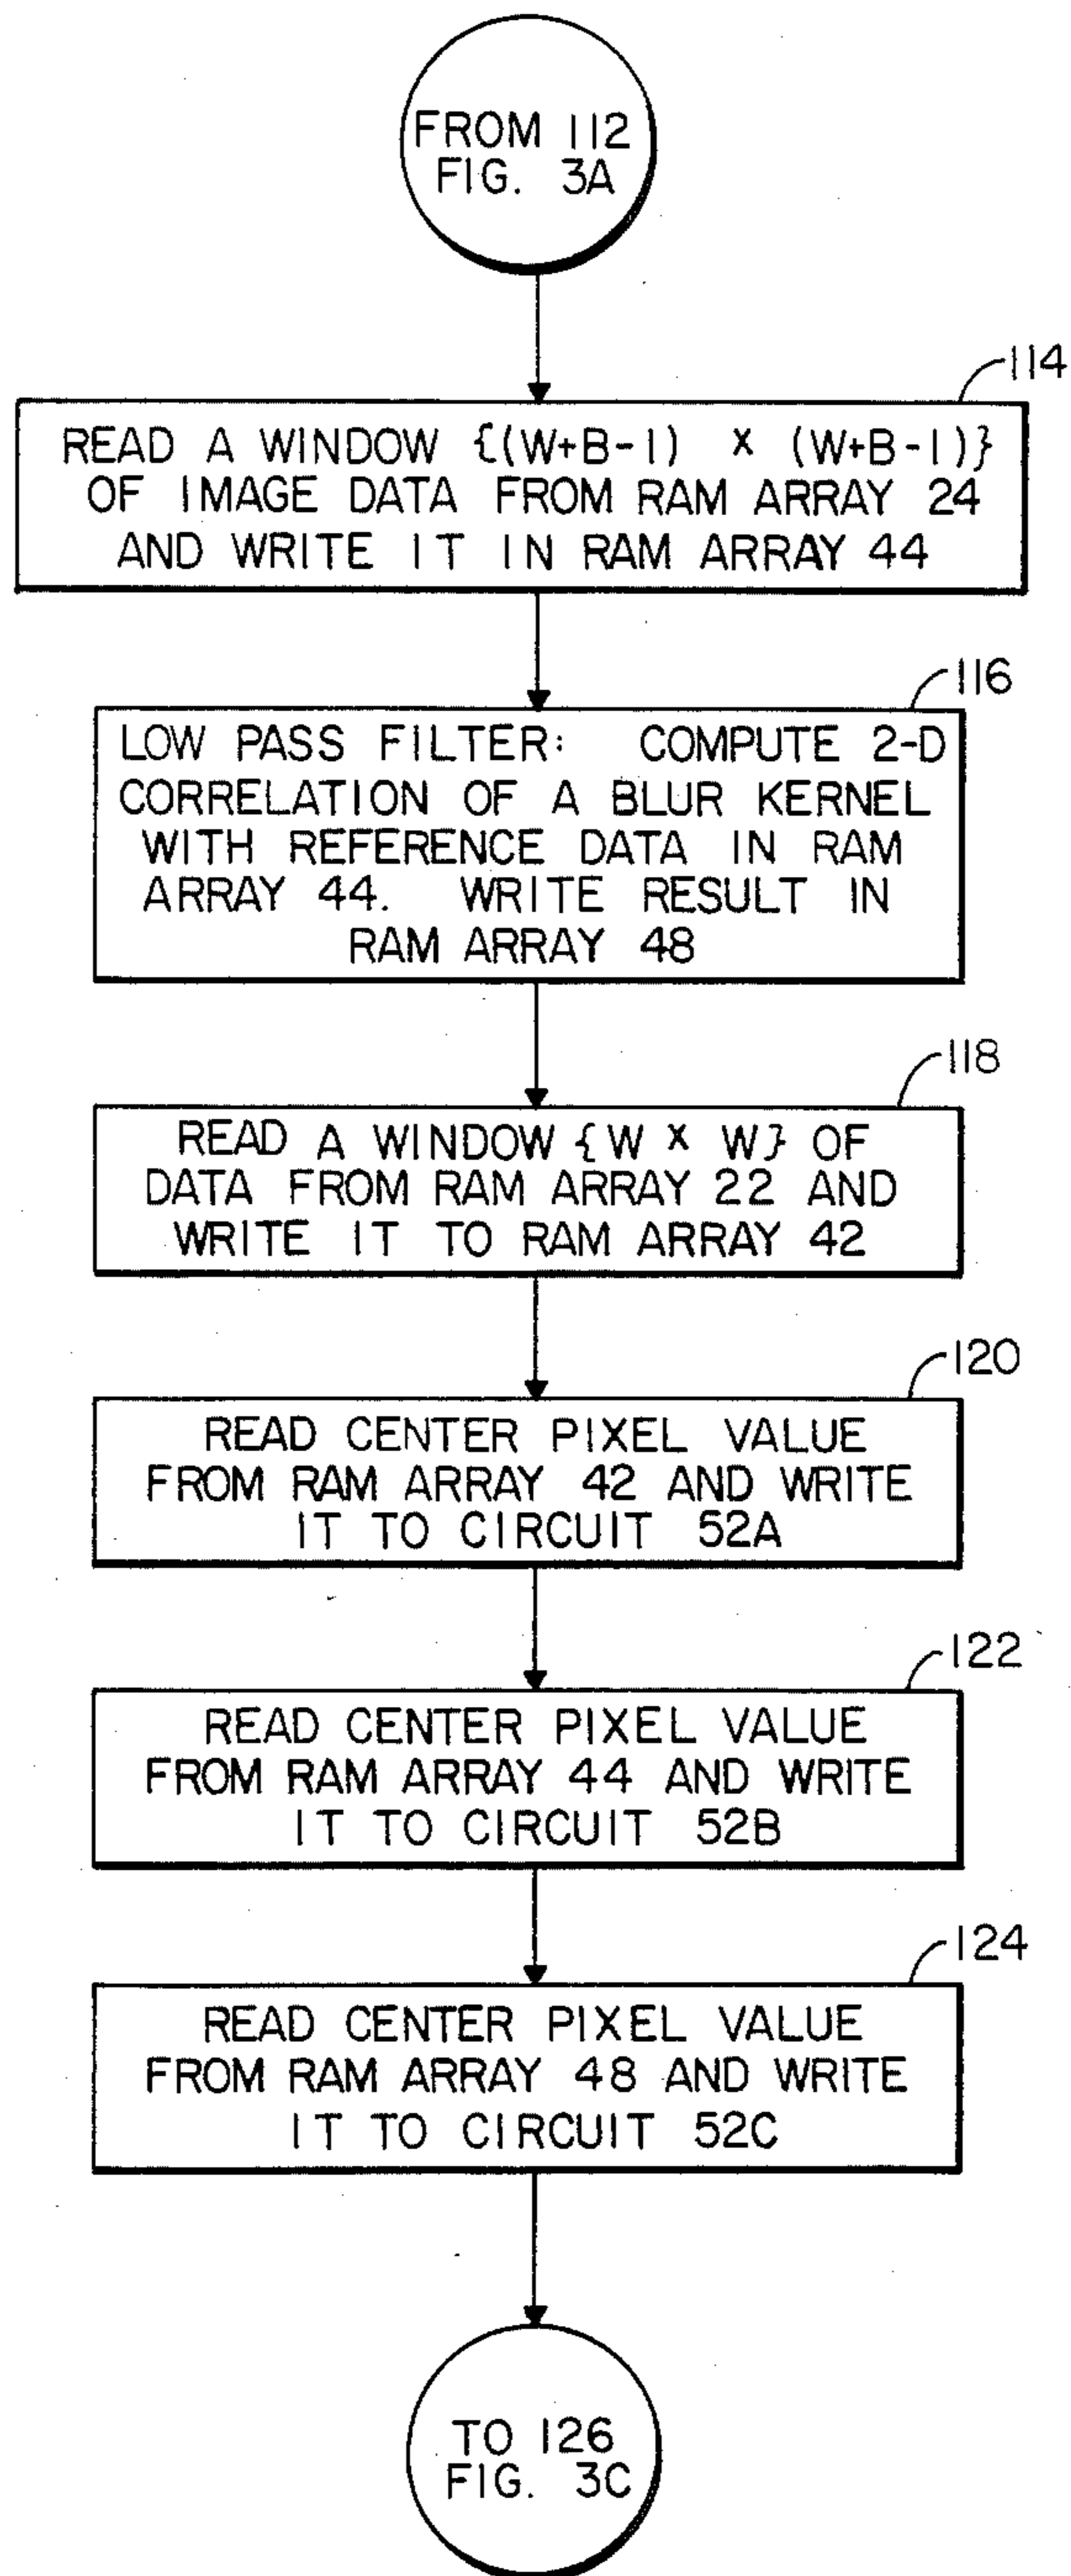 FROM 112
FIG. 3A
114
READ A WINDOW {(W+B-1) X (W+B-1)}
OF IMAGE DATA FROM RAM ARRAY 24
AND WRITE IT IN RAM ARRAY 44
116
LOW PASS FILTER: COMPUTE 2-D
CORRELATION OF A BLUR KERNEL
WITH REFERENCE DATA IN RAM
ARRAY 44. WRITE RESULT IN
RAM ARRAY 48
118
READ A WINDOW {W X W} OF
DATA FROM RAM ARRAY 22 AND
WRITE IT TO RAM ARRAY 42
120
READ CENTER PIXEL VALUE
FROM RAM ARRAY 42 AND WRITE
IT TO CIRCUIT 52A
122
READ CENTER PIXEL VALUE
FROM RAM ARRAY 44 AND WRITE
IT TO CIRCUIT 52B
124
READ CENTER PIXEL VALUE
FROM RAM ARRAY 48 AND WRITE
IT TO CIRCUIT 52C
TO 126
FIG. 3C